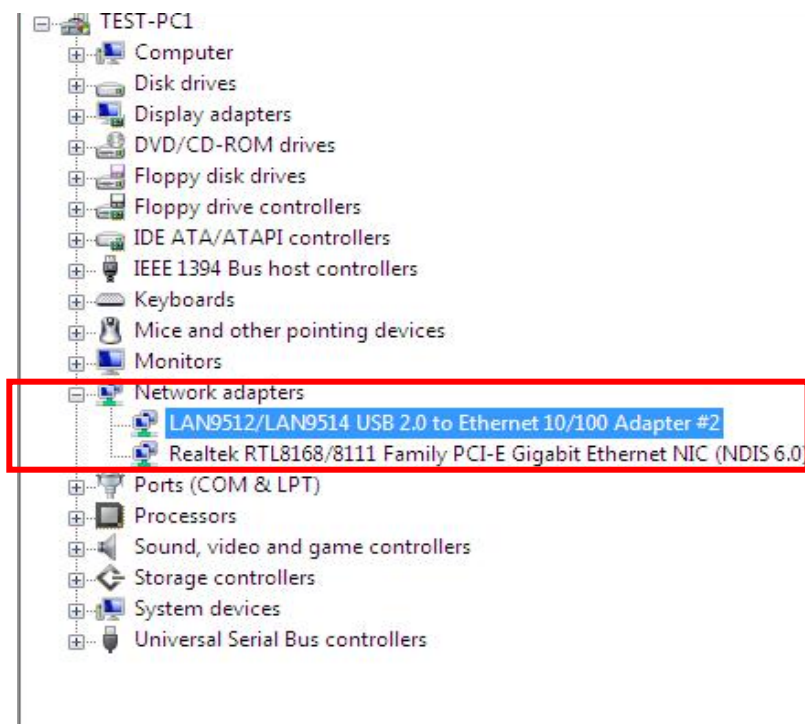 TEST-PC1
Computer
Disk drives
Display adapters
DVD/CD-ROM drives
Floppy disk drives
Floppy drive controllers
IDE ATA/ATAPI controllers
IEEE 1394 Bus host controllers
Keyboards
Mice and other pointing devices
Monitors
Network adapters
LAN9512/LAN9514 USB 2.0 to Ethernet 10/100 Adapter #2
Realtek RTL8168/8111 Family PCI-E Gigabit Ethernet NIC (NDIS 6.0)
Ports (COM & LPT)
Processors
Sound, video and game controllers
Storage controllers
System devices
Universal Serial Bus controllers